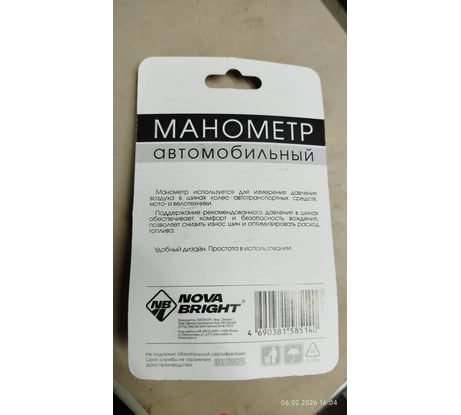 МАНОМЕТР
автомобильный
Манометр используется для измерения давления
воздуха в шинах колес автотранспортных средств,
мото- и велотехники.
Поддержание рекомендованного давления в шинах
обеспечивает комфорт и безопасность вождения,
позволяет снизить износ шин и оптимизировать расход
топлива.
Удобный дизайн. Простота в использовании.
NB
NOVA
BRIGHT
4 690381 585140
Не подлежит обязательной сертификации
Срок службы не ограничен.
Дата производства:
06.02.2026 16:04